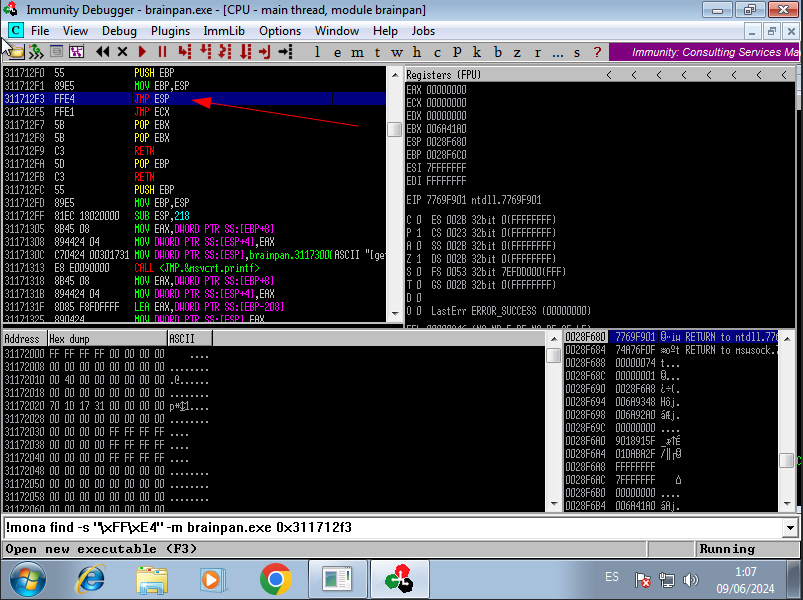 Immunity Debugger - brainpan.exe - [CPU - main thread, module brainpan]
C File View Debug Plugins ImmLib Options Window Help Jobs
l e m t w h c p k b z r ... s ? Immunity: Consulting Services Ma
311712F0 55 PUSH EBP
311712F1 89E5 MOV EBP,ESP
311712F3 FFE4 JMP ESP
311712F5 FFE1 JMP ECX
311712F7 5B POP EBX
311712F8 5B POP EBX
311712F9 C3 RETN
311712FA 5D POP EBP
311712FB C3 RETN
311712FC 55 PUSH EBP
311712FD 89E5 MOV EBP,ESP
311712FF 81EC 18020000 SUB ESP,218
31171305 8B45 08 MOV EAX,DWORD PTR SS:[EBP+8]
31171308 894424 04 MOV DWORD PTR SS:[ESP+4],EAX
3117130C C70424 00301731 MOV DWORD PTR SS:[ESP],brainpan.3117300(ASCII "[get
31171313 E8 E0090000 CALL <JMP.&msvcrt.printf>
31171318 8B45 08 MOV EAX,DWORD PTR SS:[EBP+8]
3117131B 894424 04 MOV DWORD PTR SS:[ESP+4],EAX
3117131F 8D85 F8FDFFFF LEA EAX,DWORD PTR SS:[EBP-208]
31171325 890424 MOV DWORD PTR SS:[ESP],EAX
Registers (FPU) < < < < < < < <
EAX 00000000
ECX 00000000
EDX 00000000
EBX 006A41A0
ESP 0028F680
EBP 0028F6C0
ESI 7FFFFFFF
EDI FFFFFFFF
EIP 7769F901 ntdll.7769F901
C 0 ES 002B 32bit 0(FFFFFFFF)
P 1 CS 0023 32bit 0(FFFFFFFF)
A 0 SS 002B 32bit 0(FFFFFFFF)
Z 1 DS 002B 32bit 0(FFFFFFFF)
S 0 FS 0053 32bit 7EFDD000(FFF)
T 0 GS 002B 32bit 0(FFFFFFFF)
D 0
O 0 LastErr ERROR_SUCCESS (00000000)
Address Hex dump ASCII
31172000 FF FF FF FF 00 00 00 00 ....
31172008 00 00 00 00 00 00 00 00 ........
31172010 00 40 00 00 00 00 00 00 .@......
31172018 00 00 00 00 00 00 00 00 ........
31172020 70 1D 17 31 00 00 00 00
31172028 00 00 00 00 00 00 00 00 ........
31172030 00 00 00 00 FF FF FF FF ....
31172038 00 00 00 00 FF FF FF FF ....
31172040 00 00 00 00 FF FF FF FF ....
31172048 00 00 00 00 00 00 00 00 ........
31172050 00 00 00 00 00 00 00 00 ........
31172058 00 00 00 00 00 00 00 00 ........
31172060 00 00 00 00 00 00 00 00 ........
0028F680 7769F901 RETURN to ntdll.776
0028F684 74A76F0F RETURN to mswsock.7
0028F688 00000074 t...
0028F68C 00000001
0028F690 0028F6A8
0028F694 006A9348
0028F698 006A92A0
0028F69C 00000000 ....
0028F6A0 9D18915F
0028F6A4 01DABA2F
0028F6A8 FFFFFFFF
0028F6AC 7FFFFFFF
0028F6B0 00000000 ....
0028F6B4 006A41A0
!mona find -s "\xFF\xE4" -m brainpan.exe 0x311712f3
Open new executable (F3) Running
ES 1:07
09/06/2024